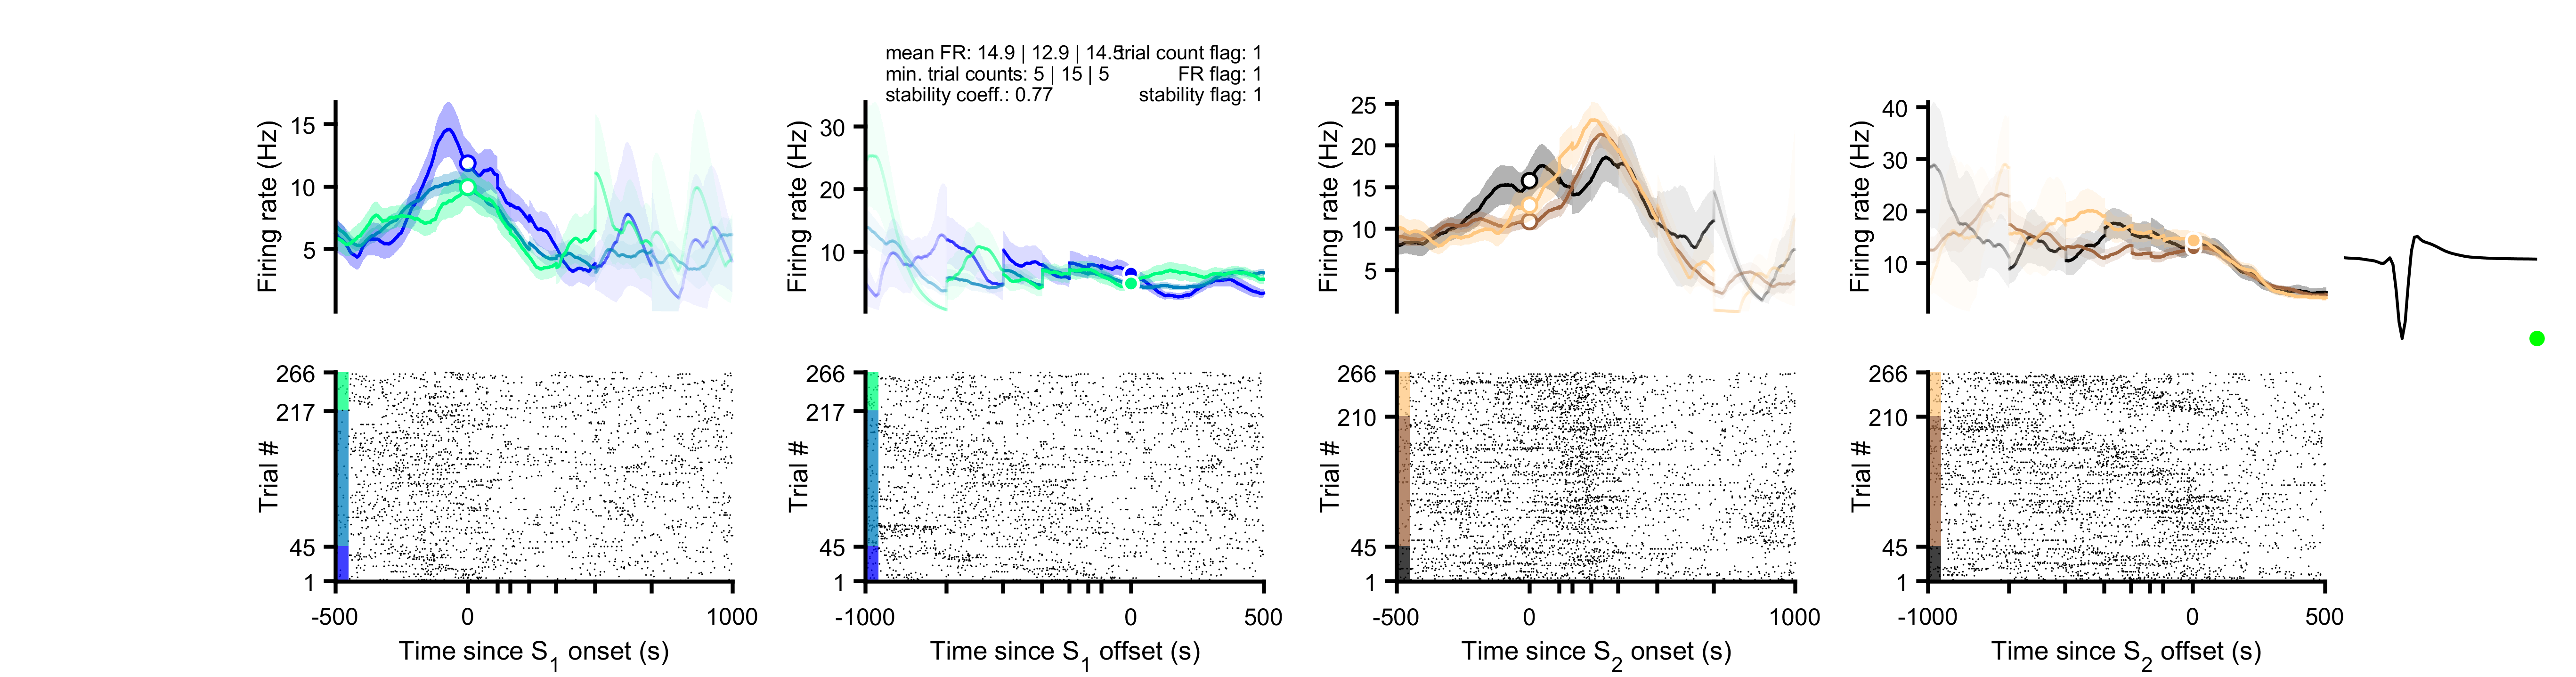 mean FR: 14.9 | 12.9 | 14.5 trial count flag: 1
min. trial counts: 5 | 15 | 5 FR flag: 1
stability coeff.: 0.77 stability flag: 1
Firing rate (Hz)
15
10
5
Firing rate (Hz)
30
20
10
Firing rate (Hz)
25
20
15
10
5
Firing rate (Hz)
40
30
20
10
Trial #
266
217
45
1
-500 0 1000
Time since S1 onset (s)
Trial #
266
217
45
1
-1000 0 500
Time since S1 offset (s)
Trial #
266
210
45
1
-500 0 1000
Time since S2 onset (s)
Trial #
266
210
45
1
-1000 0 500
Time since S2 offset (s)